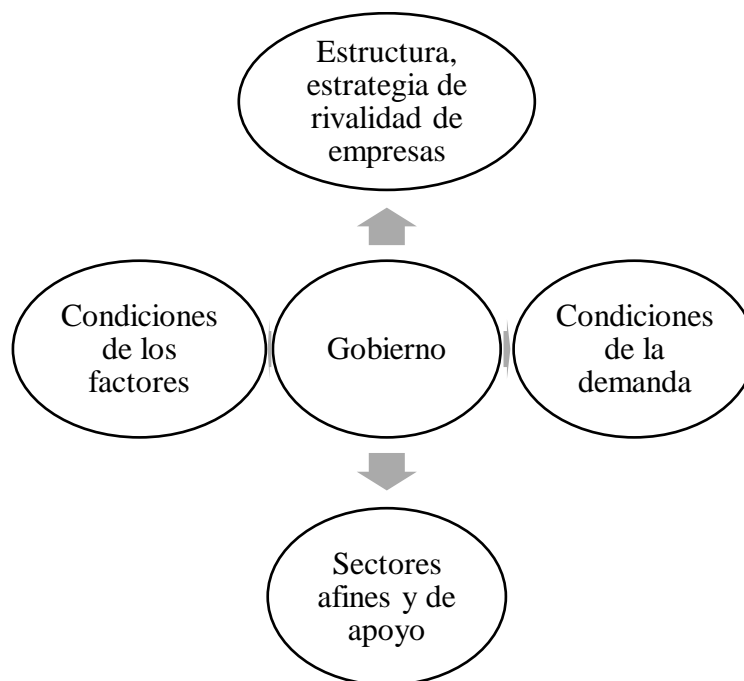 Estructura,
estrategia de
rivalidad de
empresas
Condiciones
de los
factores
Gobierno
Condiciones
de la
demanda
Sectores
afines y de
apoyo